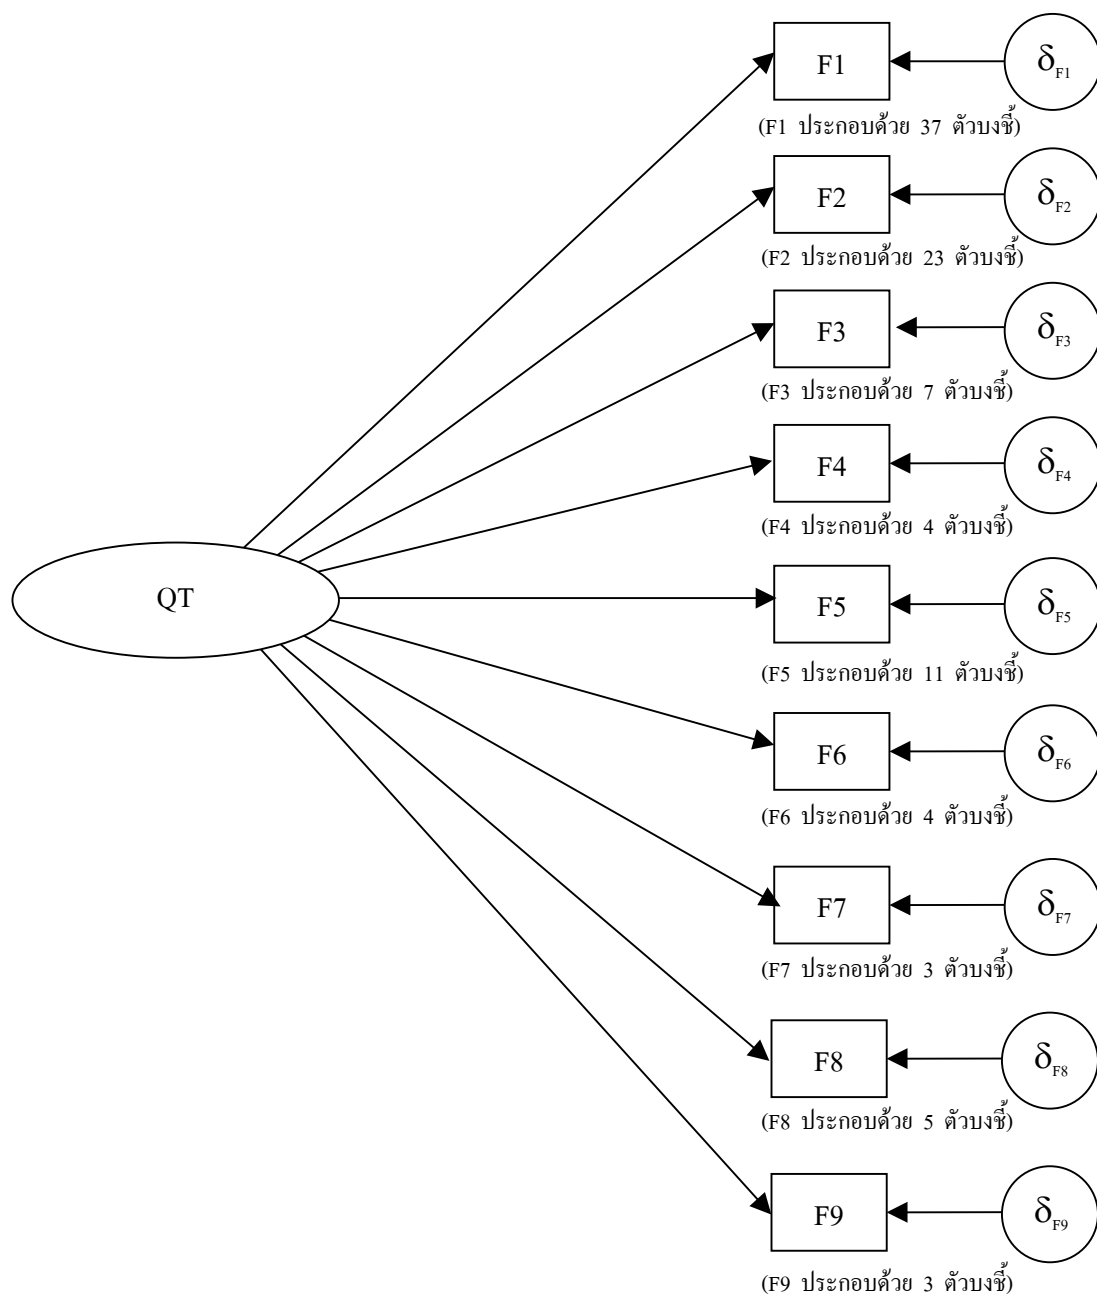 F1
δF1
(F1 ประกอบด้วย 37 ตัวบงชี้)
F2
δF2
(F2 ประกอบด้วย 23 ตัวบงชี้)
F3
δF3
(F3 ประกอบด้วย 7 ตัวบงชี้)
F4
δF4
(F4 ประกอบด้วย 4 ตัวบงชี้)
QT
F5
δF5
(F5 ประกอบด้วย 11 ตัวบงชี้)
F6
δF6
(F6 ประกอบด้วย 4 ตัวบงชี้)
F7
δF7
(F7 ประกอบด้วย 3 ตัวบงชี้)
F8
δF8
(F8 ประกอบด้วย 5 ตัวบงชี้)
F9
δF9
(F9 ประกอบด้วย 3 ตัวบงชี้)